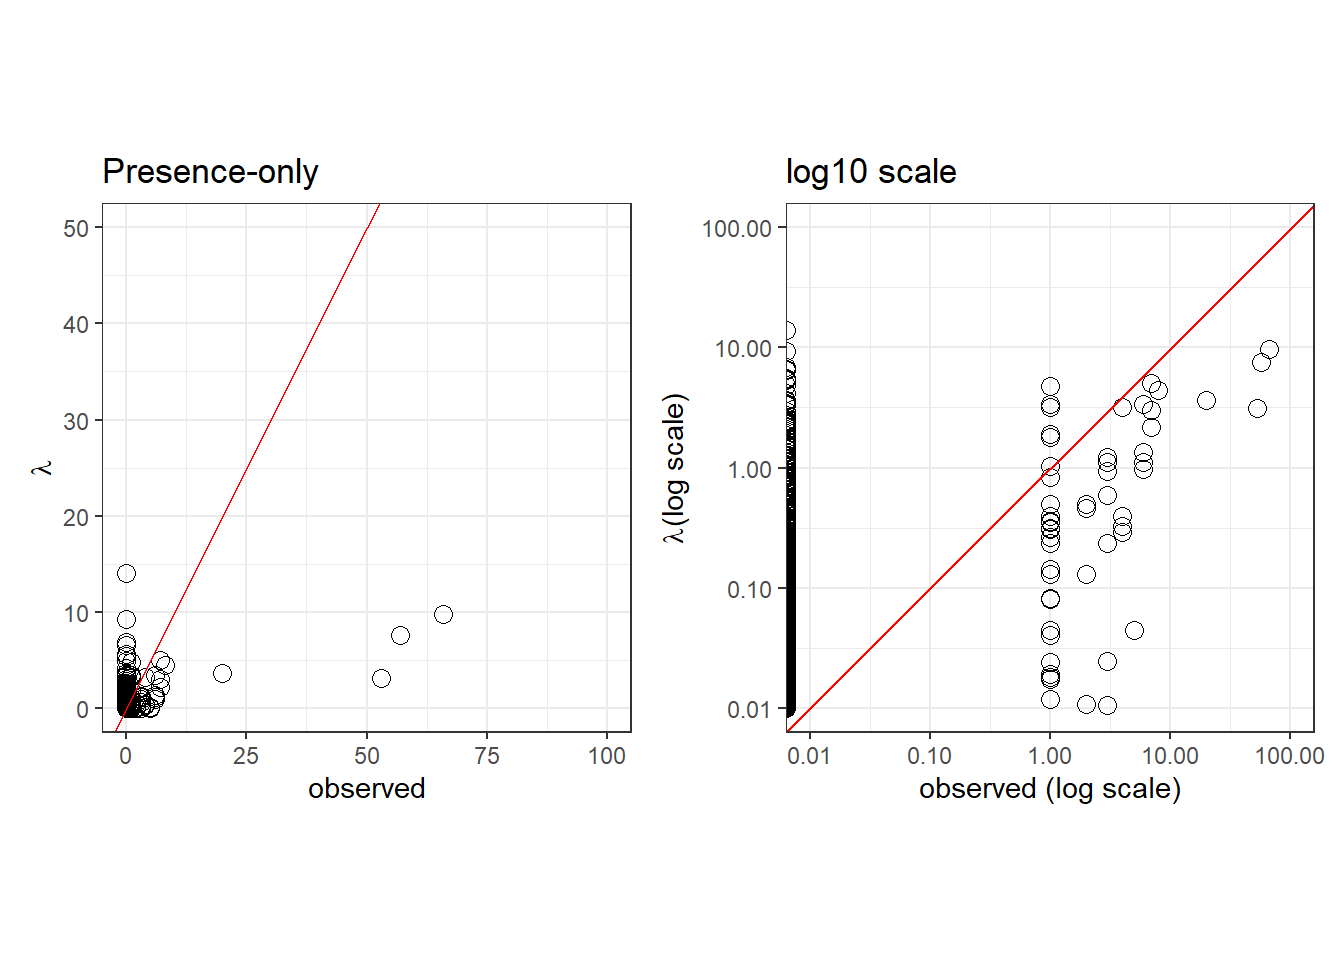 Presence-only
50
40
30
20
10
0
λ
0 25 50 75 100
observed
log10 scale
100.00
10.00
1.00
0.10
0.01
λ(log scale)
0.01 0.10 1.00 10.00 100.00
observed (log scale)